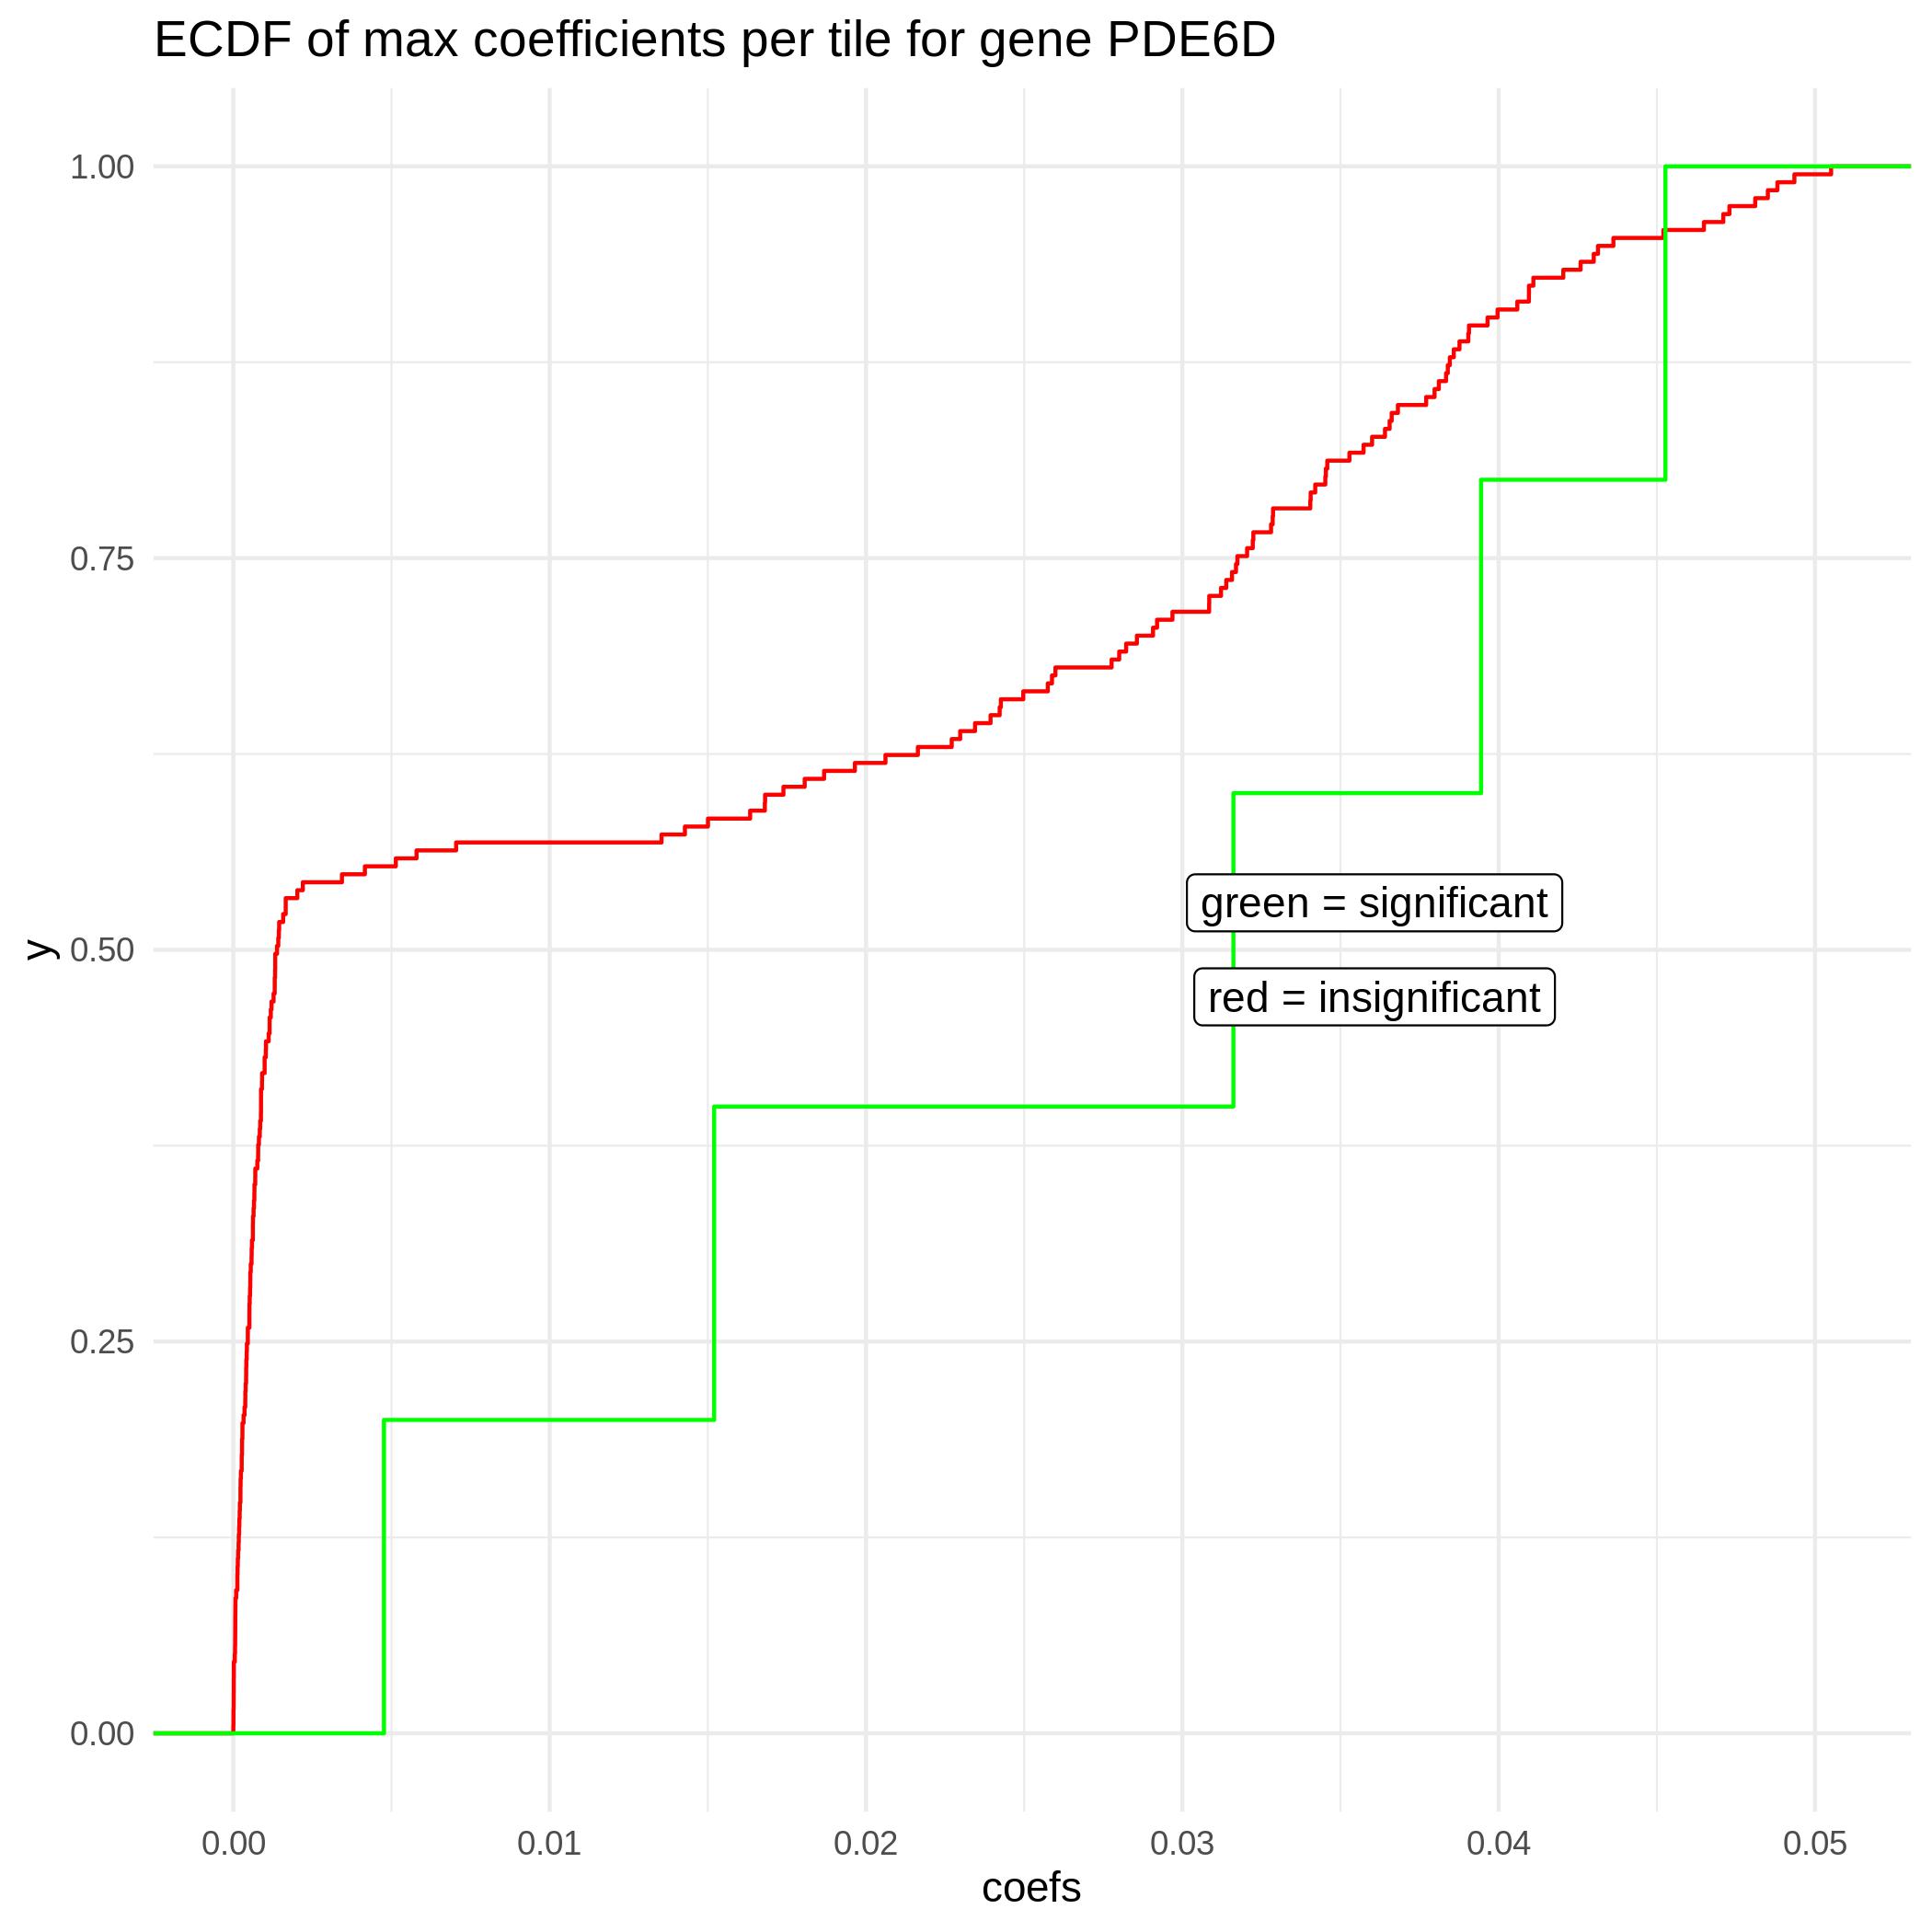 ECDF of max coefficients per tile for gene PDE6D
1.00
0.75
0.50
0.25
0.00
y
green = significant
red = insignificant
0.00 0.01 0.02 0.03 0.04 0.05
coefs